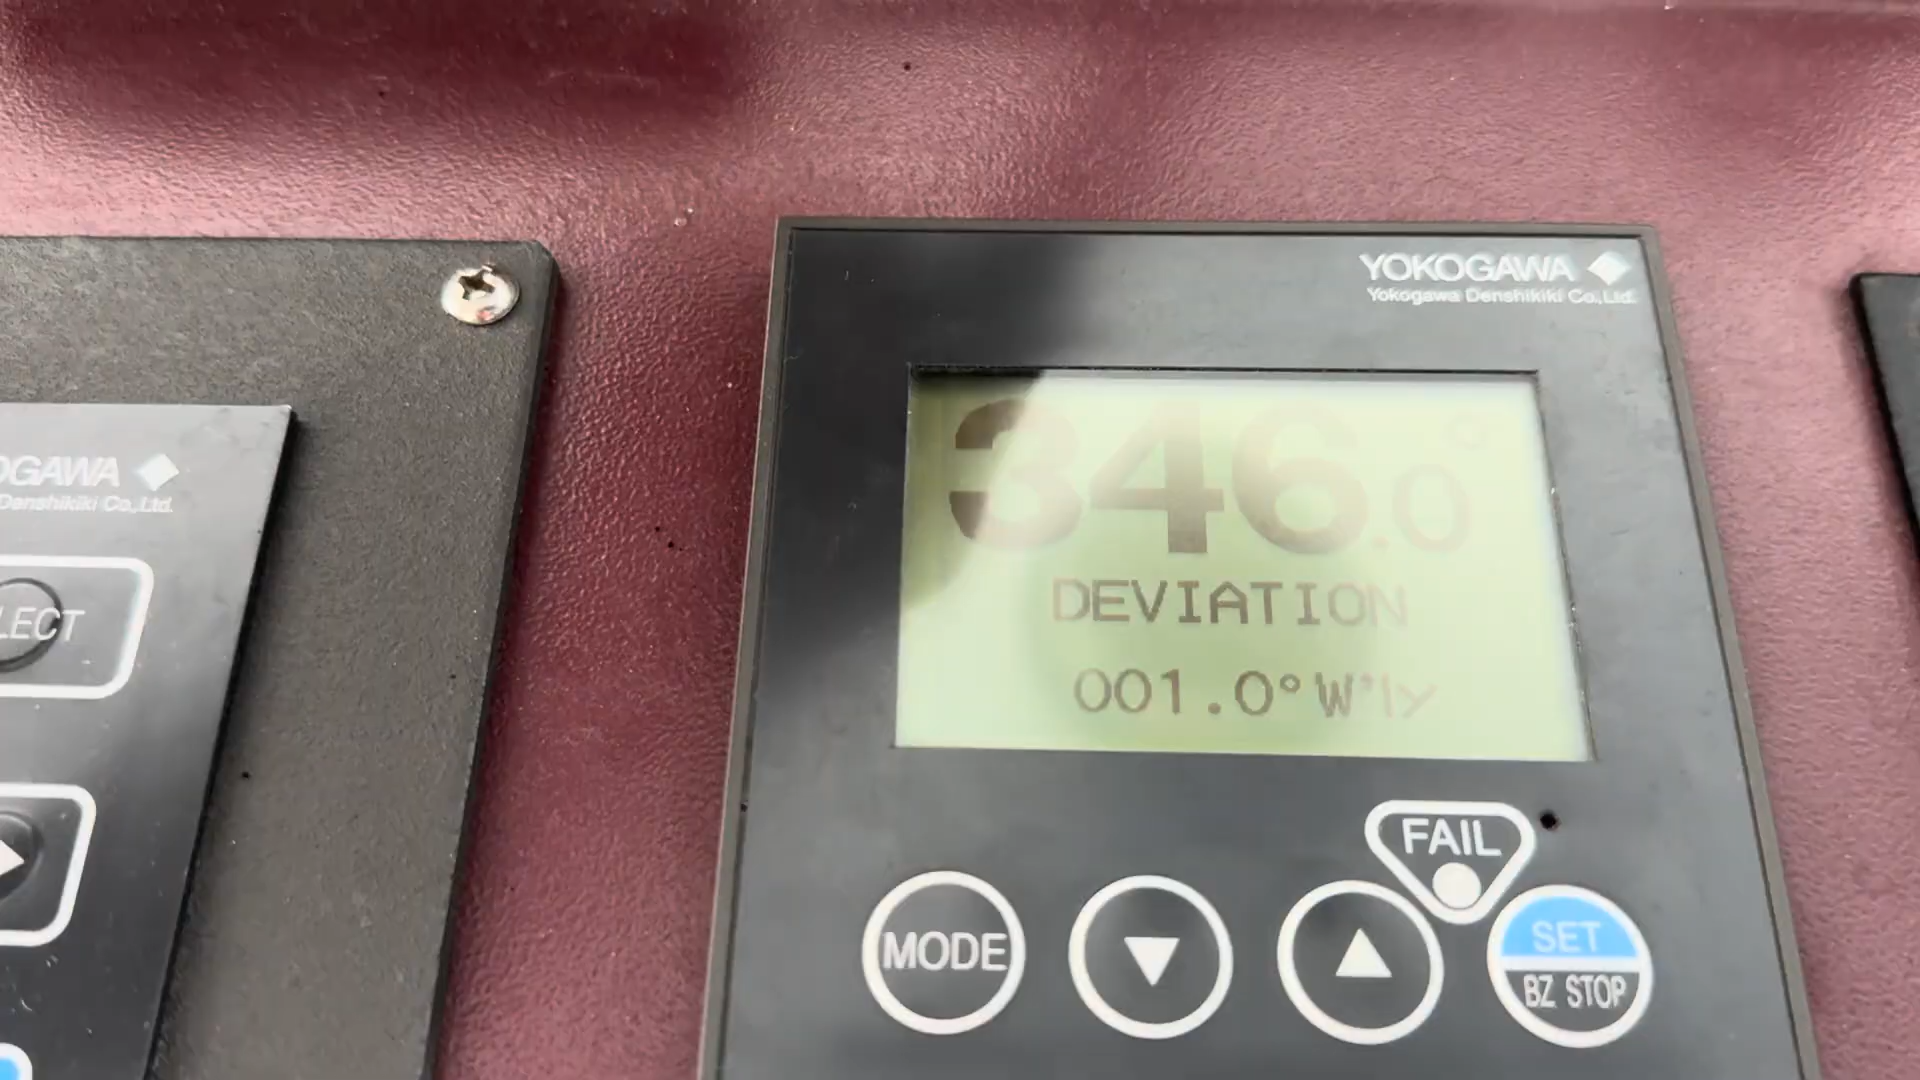 YOKOGAWA
Yokogawa Denshikiki Co.,Ltd.
346.0°
DEVIATION
001.0°W'ly
FAIL
MODE
SET
BZ STOP
OGAWA
Denshikiki Co.,Ltd.
LECT